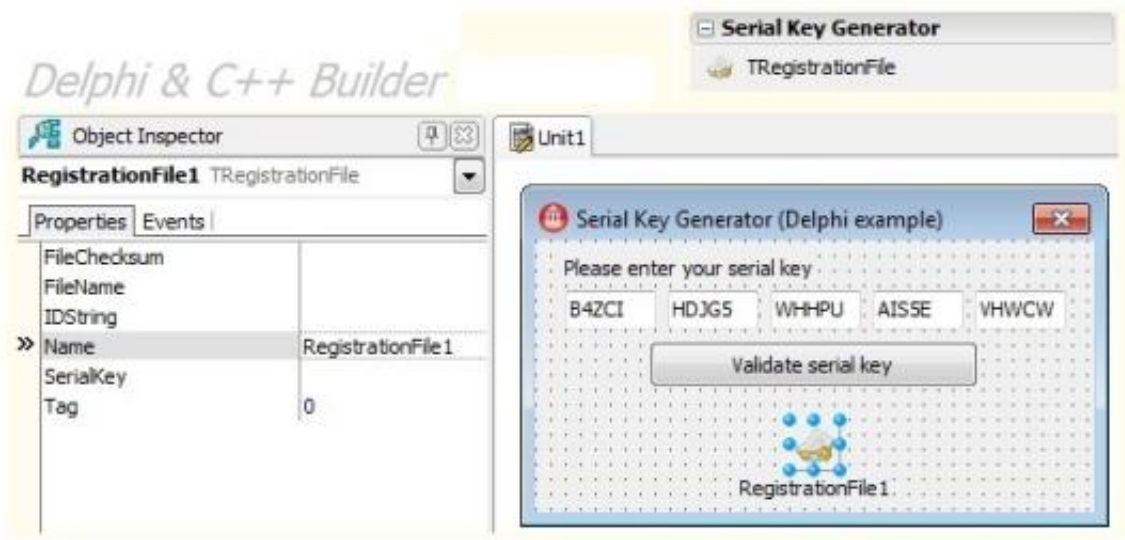 Serial Key Generator
TRegistrationFile
Delphi & C++ Builder
Object Inspector
RegistrationFile1 TRegistrationFile
Properties Events
FileChecksum
FileName
IDString
Name RegistrationFile1
SerialKey
Tag 0
Unit1
Serial Key Generator (Delphi example)
Please enter your serial key
B4ZCI HDJG5 WHHPU AIS5E VHWCW
Validate serial key
RegistrationFile1